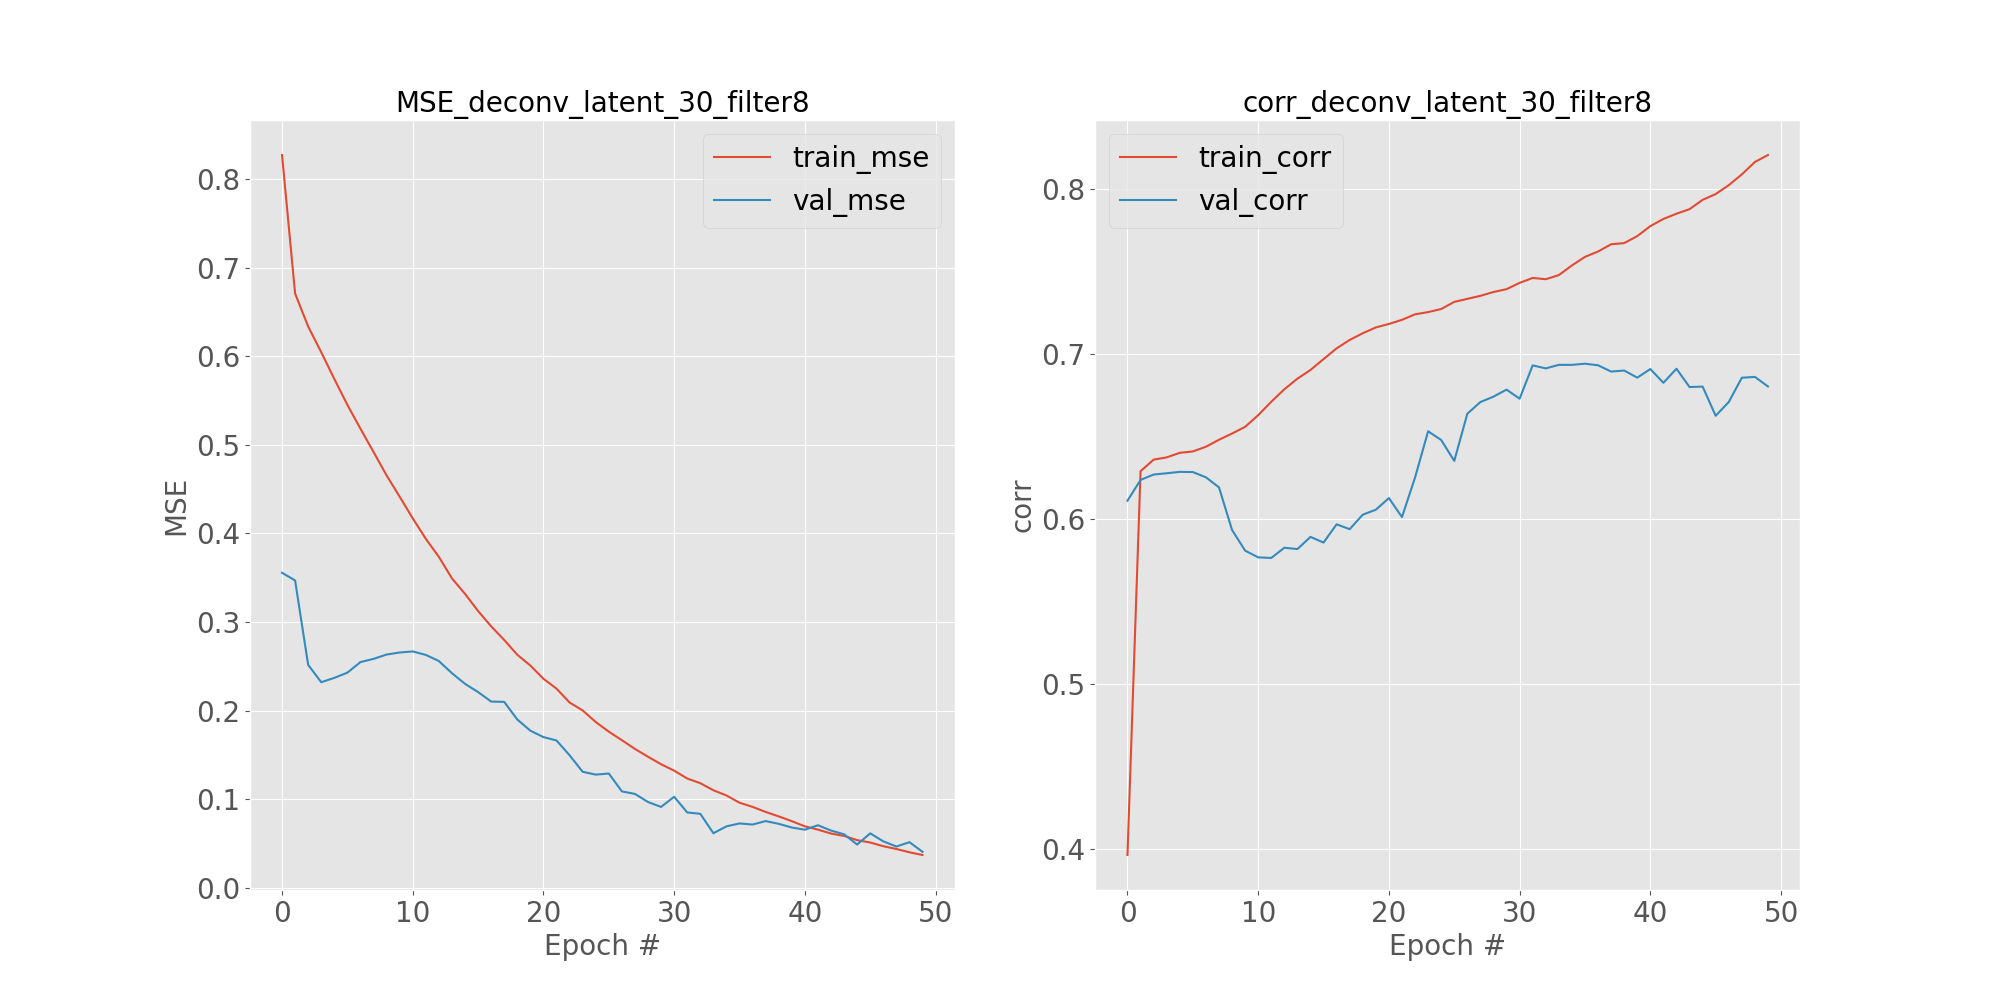 MSE_deconv_latent_30_filter8
train_mse
val_mse
0.8
0.7
0.6
0.5
0.4
0.3
0.2
0.1
0.0
MSE
0 10 20 30 40 50
Epoch #
corr_deconv_latent_30_filter8
train_corr
val_corr
0.8
0.7
0.6
0.5
0.4
corr
0 10 20 30 40 50
Epoch #